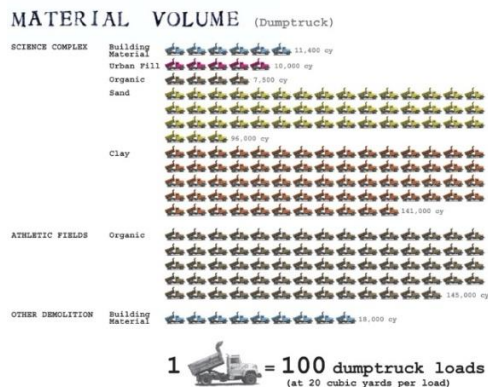 MATERIAL VOLUME (Dumptruck)
SCIENCE COMPLEX Building Material 11,400 cy
Urban Fill 10,000 cy
Organic 7,500 cy
Sand
96,000 cy
Clay
141,000 cy
ATHLETIC FIELDS Organic
145,000 cy
OTHER DEMOLITION Building Material 18,000 cy
1 = 100 dumptruck loads
(at 20 cubic yards per load)